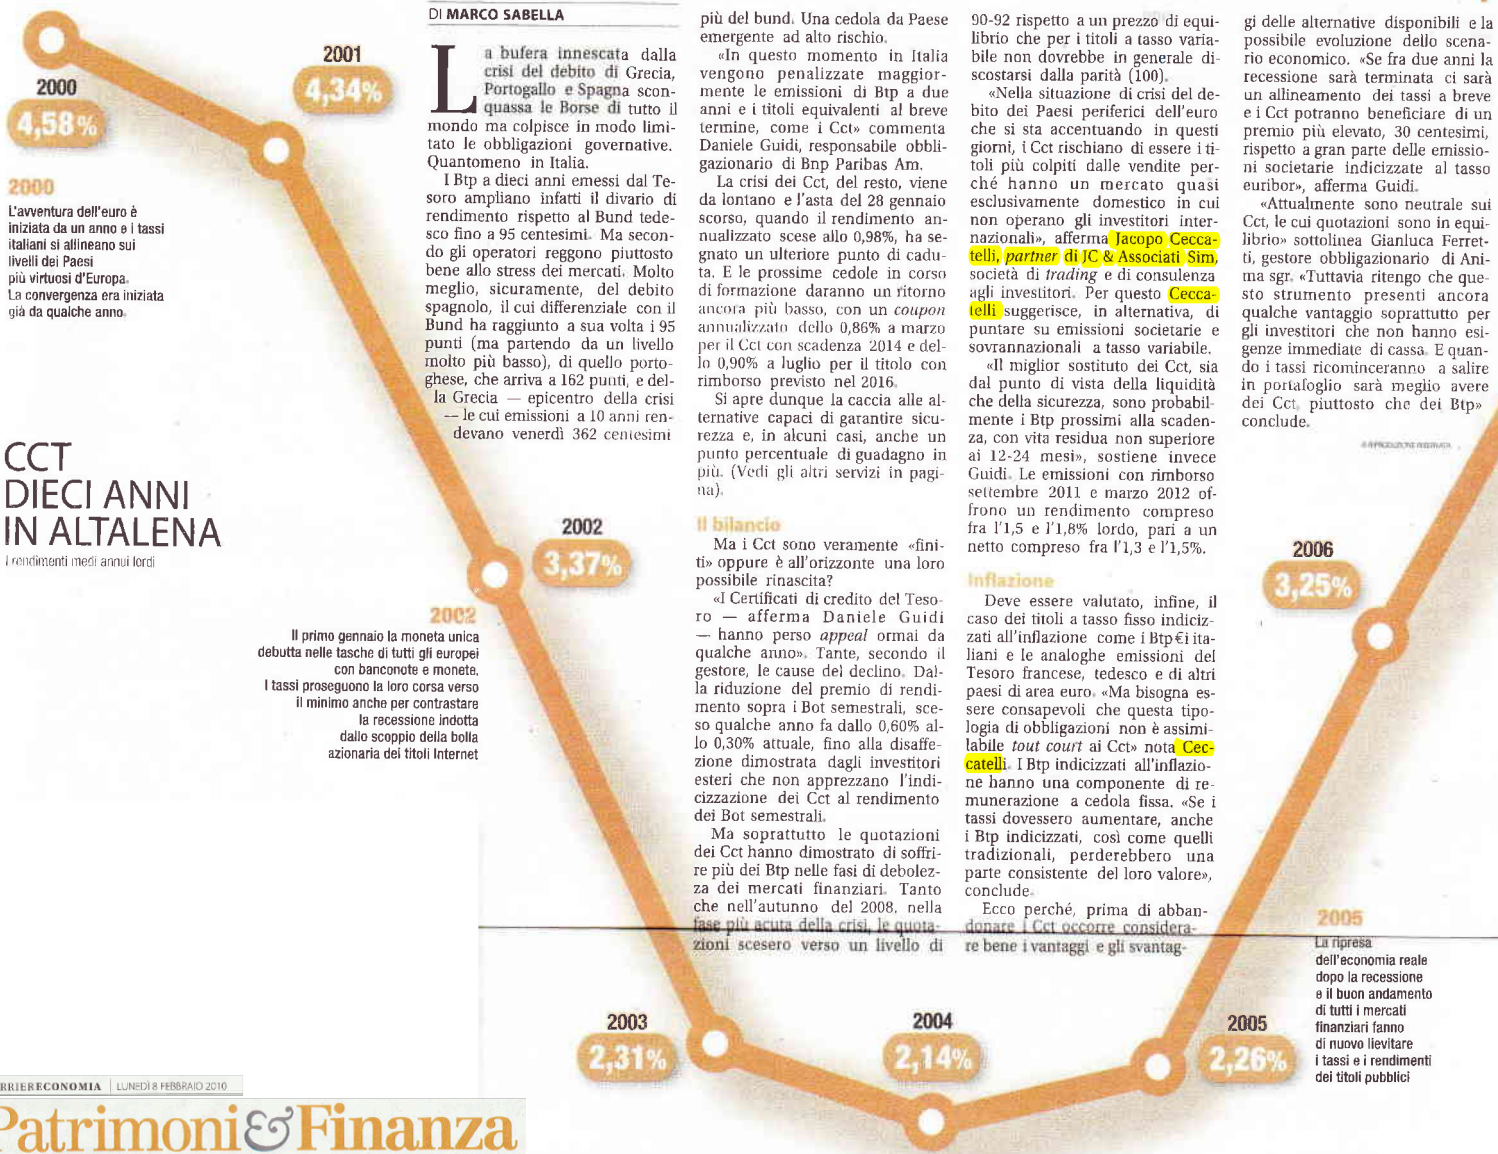 DI MARCO SABELLA
La bufera innescata dalla
crisi del debito di Grecia,
Portogallo e Spagna scon-
quassa le Borse di tutto il
mondo ma colpisce in modo limi-
tato le obbligazioni governative.
Quantomeno in Italia.
I Btp a dieci anni emessi dal Te-
soro ampliano infatti il divario di
rendimento rispetto al Bund tede-
sco fino a 95 centesimi. Ma secon-
do gli operatori reggono piuttosto
bene allo stress dei mercati. Molto
meglio, sicuramente, del debito
spagnolo, il cui differenziale con il
Bund ha raggiunto a sua volta i 95
punti (ma partendo da un livello
molto più basso), di quello porto-
ghese, che arriva a 162 punti, e del-
la Grecia — epicentro della crisi
— le cui emissioni a 10 anni ren-
devano venerdì 362 centesimi
più del bund. Una cedola da Paese
emergente ad alto rischio.
«In questo momento in Italia
vengono penalizzate maggior-
mente le emissioni di Btp a due
anni e i titoli equivalenti al breve
termine, come i Cct» commenta
Daniele Guidi, responsabile obbli-
gazionario di Bnp Paribas Am.
La crisi dei Cct, del resto, viene
da lontano e l'asta del 28 gennaio
scorso, quando il rendimento an-
nualizzato scese allo 0,98%, ha se-
gnato un ulteriore punto di cadu-
ta. E le prossime cedole in corso
di formazione daranno un ritorno
ancora più basso, con un coupon
annualizzato dello 0,86% a marzo
per il Cct con scadenza 2014 e del-
lo 0,90% a luglio per il titolo con
rimborso previsto nel 2016.
Si apre dunque la caccia alle al-
ternative capaci di garantire sicu-
rezza e, in alcuni casi, anche un
punto percentuale di guadagno in
più. (Vedi gli altri servizi in pagi-
na).
Il bilancio
Ma i Cct sono veramente «fini-
ti» oppure è all'orizzonte una loro
possibile rinascita?
«I Certificati di credito del Teso-
ro — afferma Daniele Guidi
— hanno perso appeal ormai da
qualche anno». Tante, secondo il
gestore, le cause del declino. Dal-
la riduzione del premio di rendi-
mento sopra i Bot semestrali, sce-
so qualche anno fa dallo 0,60% al-
lo 0,30% attuale, fino alla disaffe-
zione dimostrata dagli investitori
esteri che non apprezzano l'indi-
cizzazione dei Cct al rendimento
dei Bot semestrali.
Ma soprattutto le quotazioni
dei Cct hanno dimostrato di soffri-
re più dei Btp nelle fasi di debolez-
za dei mercati finanziari. Tanto
che nell'autunno del 2008, nella
fase più acuta della crisi, le quota-
zioni scesero verso un livello di
90-92 rispetto a un prezzo di equi-
librio che per i titoli a tasso varia-
bile non dovrebbe in generale di-
scostarsi dalla parità (100).
«Nella situazione di crisi del de-
bito dei Paesi periferici dell'euro
che si sta accentuando in questi
giorni, i Cct rischiano di essere i ti-
toli più colpiti dalle vendite per-
ché hanno un mercato quasi
esclusivamente domestico in cui
non operano gli investitori inter-
nazionali», afferma Jacopo Cecca-
telli, partner di JC & Associati Sim,
società di trading e di consulenza
agli investitori. Per questo Cecca-
telli suggerisce, in alternativa, di
puntare su emissioni societarie e
sovrannazionali a tasso variabile.
«Il miglior sostituto dei Cct, sia
dal punto di vista della liquidità
che della sicurezza, sono probabil-
mente i Btp prossimi alla scaden-
za, con vita residua non superiore
ai 12-24 mesi», sostiene invece
Guidi. Le emissioni con rimborso
settembre 2011 e marzo 2012 of-
frono un rendimento compreso
fra l'1,5 e l'1,8% lordo, pari a un
netto compreso fra l'1,3 e l'1,5%.
Inflazione
Deve essere valutato, infine, il
caso dei titoli a tasso fisso indiciz-
zati all'inflazione come i Btp€i ita-
liani e le analoghe emissioni del
Tesoro francese, tedesco e di altri
paesi di area euro. «Ma bisogna es-
sere consapevoli che questa tipo-
logia di obbligazioni non è assimi-
labile tout court ai Cct» nota Cec-
catelli. I Btp indicizzati all'inflazio-
ne hanno una componente di re-
munerazione a cedola fissa. «Se i
tassi dovessero aumentare, anche
i Btp indicizzati, così come quelli
tradizionali, perderebbero una
parte consistente del loro valore»,
conclude.
Ecco perché, prima di abban-
donare i Cct occorre considera-
re bene i vantaggi e gli svantag-
gi delle alternative disponibili e la
possibile evoluzione dello scena-
rio economico. «Se fra due anni la
recessione sarà terminata ci sarà
un allineamento dei tassi a breve
e i Cct potranno beneficiare di un
premio più elevato, 30 centesimi,
rispetto a gran parte delle emissio-
ni societarie indicizzate al tasso
euribor», afferma Guidi.
«Attualmente sono neutrale sui
Cct, le cui quotazioni sono in equi-
librio» sottolinea Gianluca Ferret-
ti, gestore obbligazionario di Ani-
ma sgr. «Tuttavia ritengo che que-
sto strumento presenti ancora
qualche vantaggio soprattutto per
gli investitori che non hanno esi-
genze immediate di cassa. E quan-
do i tassi ricominceranno a salire
in portafoglio sarà meglio avere
dei Cct, piuttosto che dei Btp»
conclude.
© RIPRODUZIONE RISERVATA
CCT
DIECI ANNI
IN ALTALENA
I rendimenti medi annui lordi
2000
4,58%
2000
L'avventura dell'euro è
iniziata da un anno e i tassi
italiani si allineano sui
livelli dei Paesi
più virtuosi d'Europa.
La convergenza era iniziata
già da qualche anno.
2001
4,34%
2002
3,37%
2002
Il primo gennaio la moneta unica
debutta nelle tasche di tutti gli europei
con banconote e monete.
I tassi proseguono la loro corsa verso
il minimo anche per contrastare
la recessione indotta
dallo scoppio della bolla
azionaria dei titoli Internet
2003
2,31%
2004
2,14%
2005
2,26%
2005
La ripresa
dell'economia reale
dopo la recessione
e il buon andamento
di tutti i mercati
finanziari fanno
di nuovo lievitare
i tassi e i rendimenti
dei titoli pubblici
2006
3,25%
RRIERECONOMIA | LUNEDÌ 8 FEBBRAIO 2010
Patrimoni&Finanza